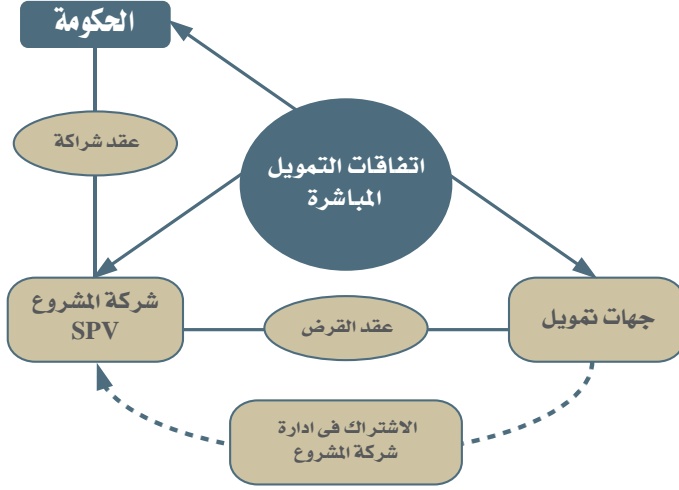 الحكومة
عقد شراكة
اتفاقات التمويل
المباشرة
شركة المشروع
SPV
عقد القرض
جهات تمويل
الاشتراك فى ادارة
شركة المشروع